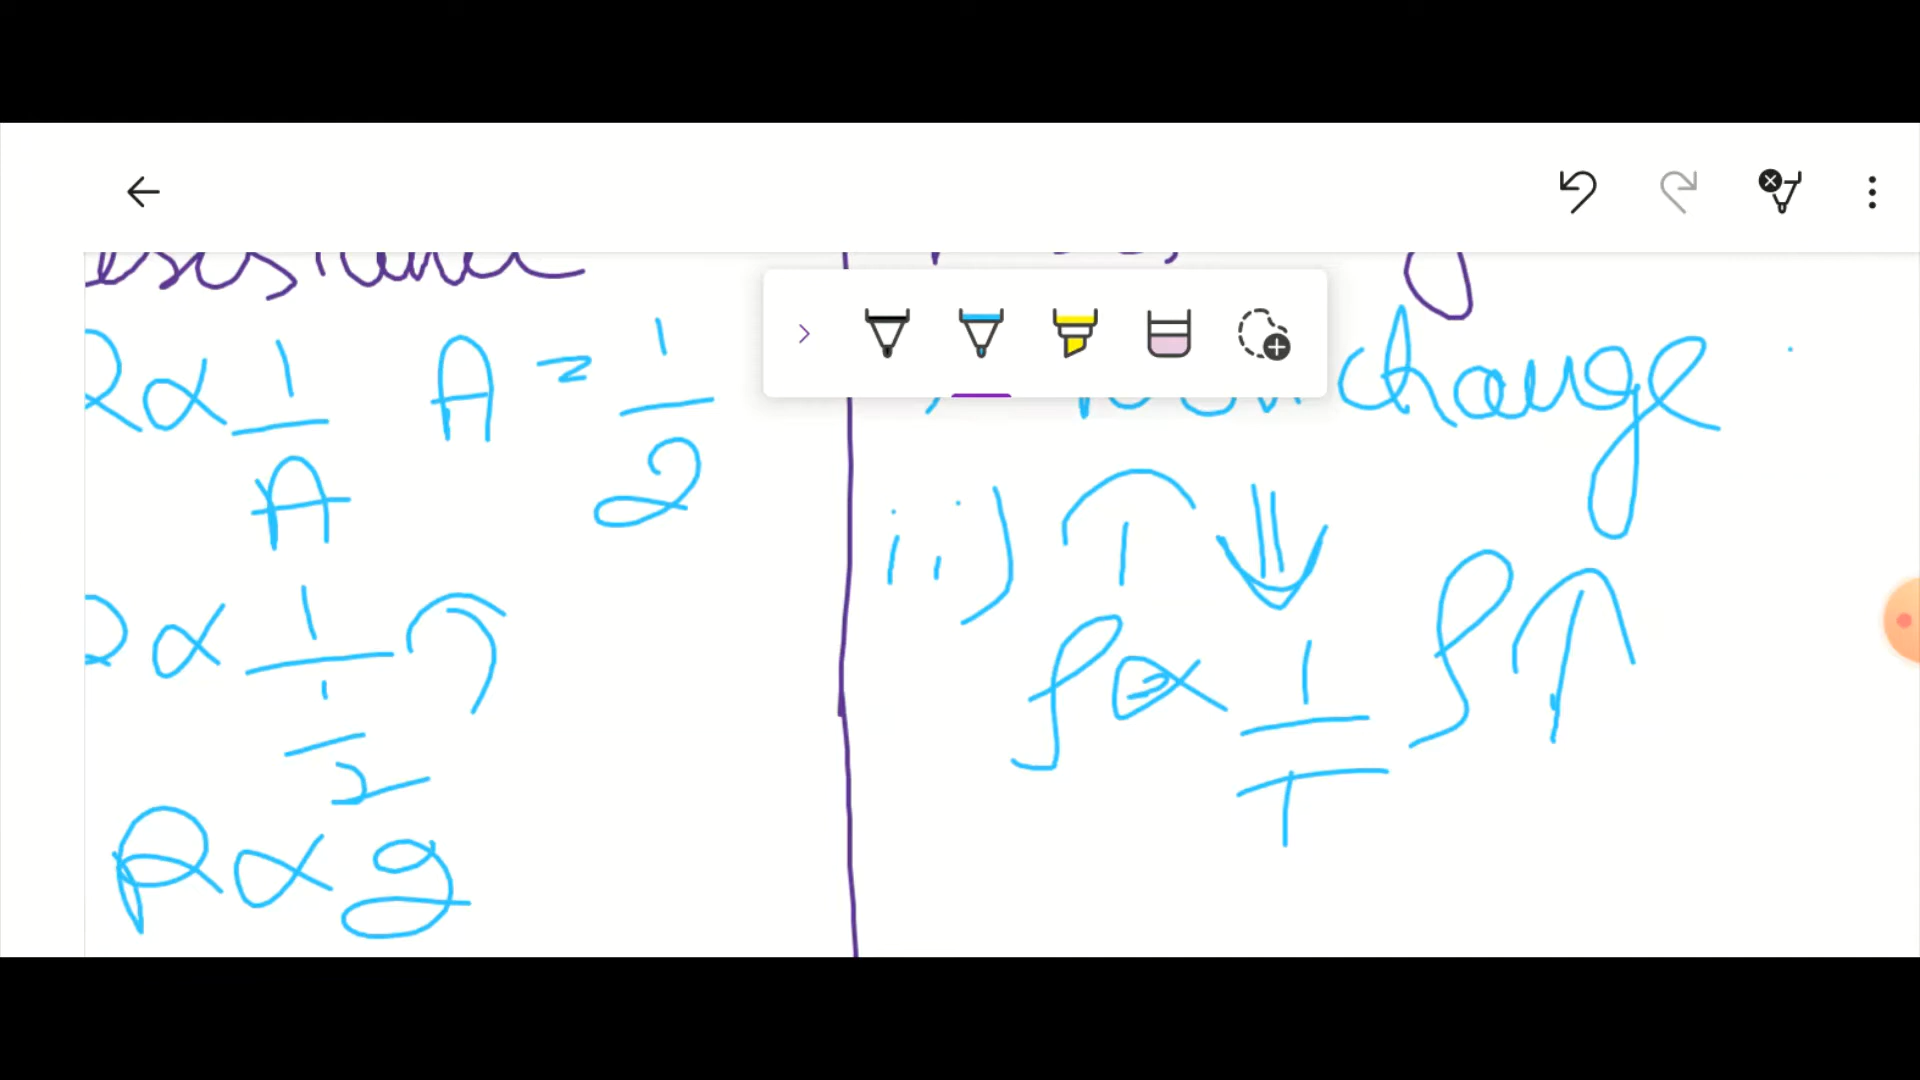 R ∝ 1/A A = 1/2
R ∝ 1/(1/2)
R ∝ 2
change
ii) ↑ ⇓
ρ ∝ 1/T ρ ↑